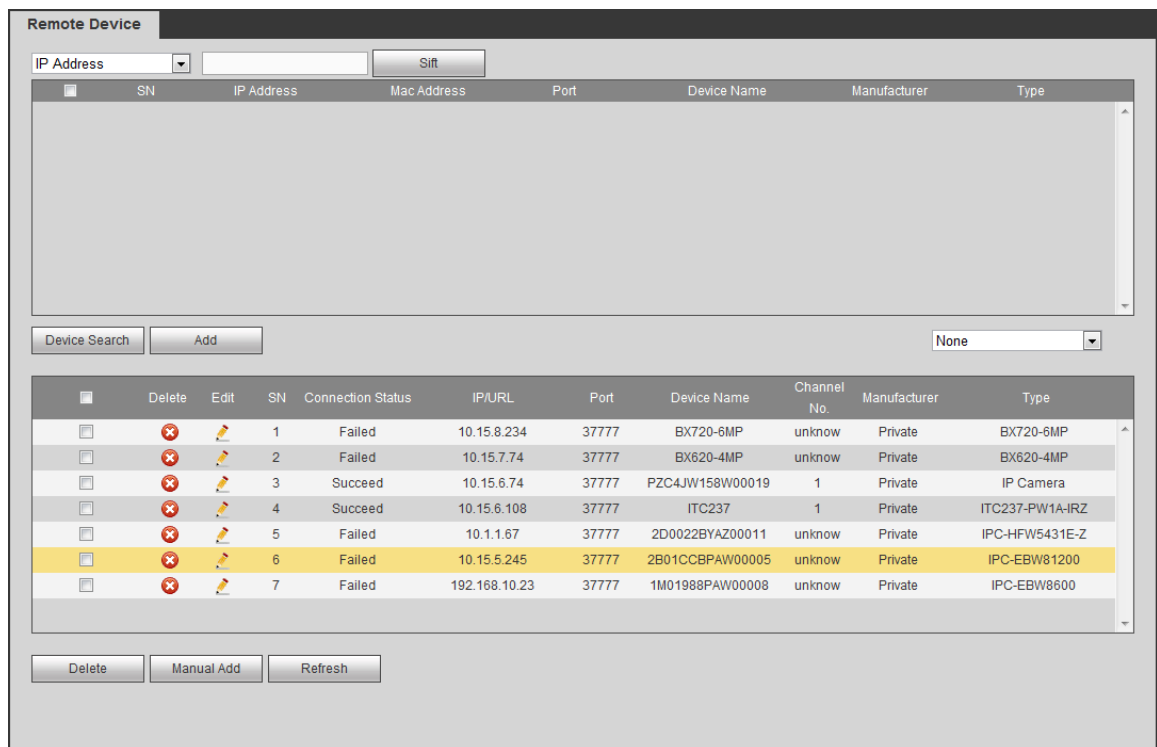 Remote Device
IP Address Sift
SN IP Address Mac Address Port Device Name Manufacturer Type
Device Search Add None
Delete Edit SN Connection Status IP/URL Port Device Name Channel No. Manufacturer Type
1 Failed 10.15.8.234 37777 BX720-6MP unknow Private BX720-6MP
2 Failed 10.15.7.74 37777 BX620-4MP unknow Private BX620-4MP
3 Succeed 10.15.6.74 37777 PZC4JW158W00019 1 Private IP Camera
4 Succeed 10.15.6.108 37777 ITC237 1 Private ITC237-PW1A-IRZ
5 Failed 10.1.1.67 37777 2D0022BYAZ00011 unknow Private IPC-HFW5431E-Z
6 Failed 10.15.5.245 37777 2B01CCBPAW00005 unknow Private IPC-EBW81200
7 Failed 192.168.10.23 37777 1M01988PAW00008 unknow Private IPC-EBW8600
Delete Manual Add Refresh